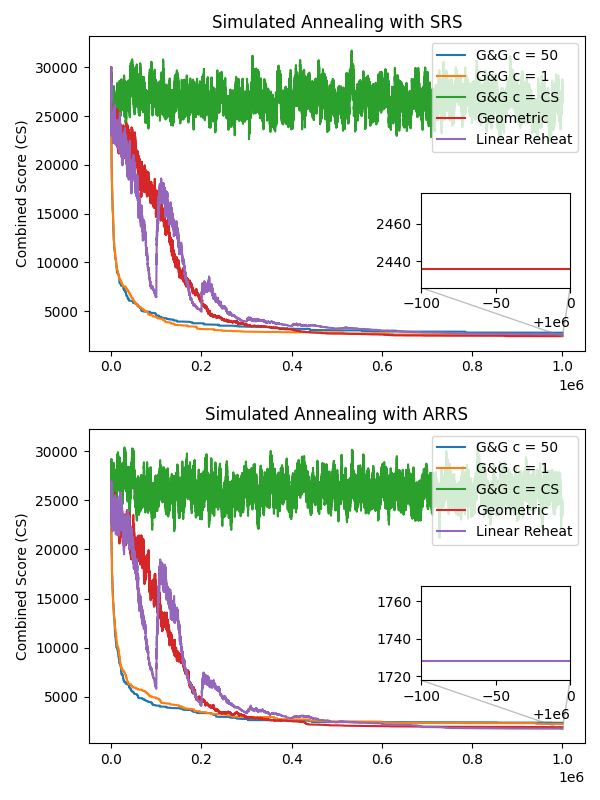 Simulated Annealing with SRS
Combined Score (CS)
30000
25000
20000
15000
10000
5000
G&G c = 50
G&G c = 1
G&G c = CS
Geometric
Linear Reheat
2460
2440
−100
−50
0
+1e6
0.0
0.2
0.4
0.6
0.8
1.0
1e6
Simulated Annealing with ARRS
Combined Score (CS)
30000
25000
20000
15000
10000
5000
G&G c = 50
G&G c = 1
G&G c = CS
Geometric
Linear Reheat
1760
1740
1720
−100
−50
0
+1e6
0.0
0.2
0.4
0.6
0.8
1.0
1e6